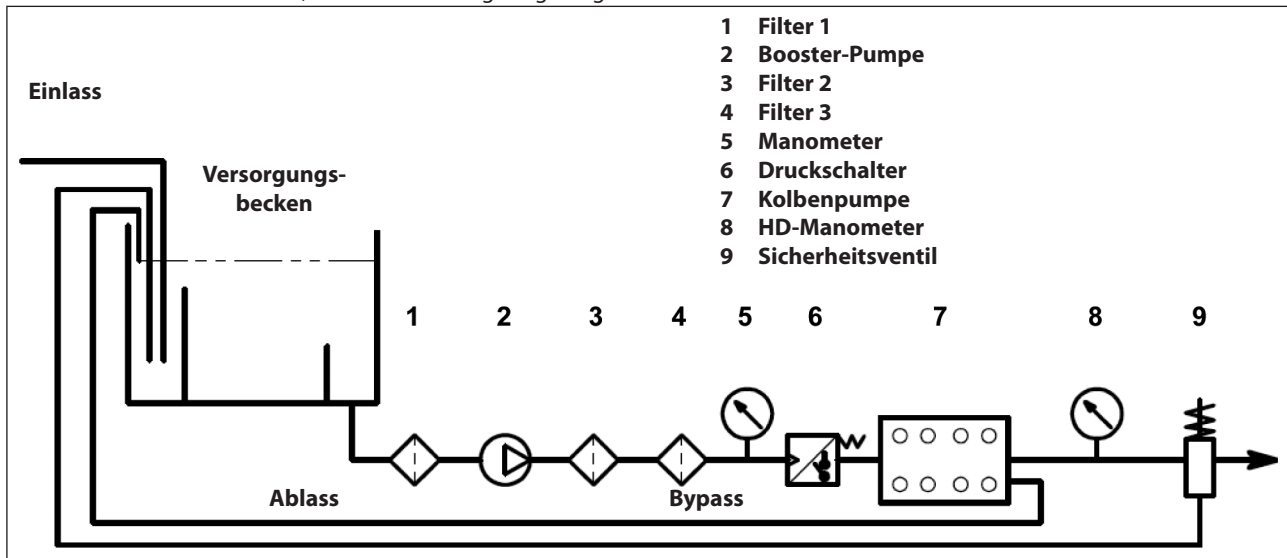 1 Filter 1
2 Booster-Pumpe
3 Filter 2
4 Filter 3
5 Manometer
6 Druckschalter
7 Kolbenpumpe
8 HD-Manometer
9 Sicherheitsventil
Einlass
Versorgungs-
becken
1 2 3 4 5 6 7 8 9
Ablass
Bypass